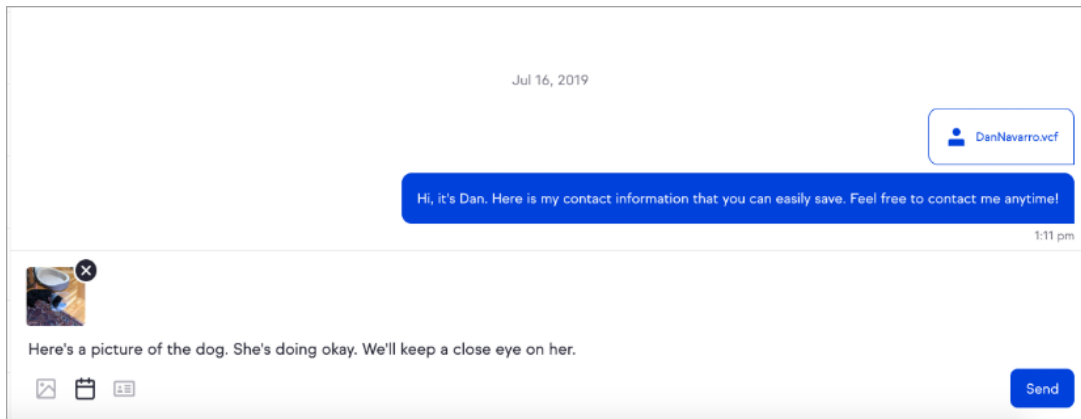 Jul 16, 2019
DanNavarro.vcf
Hi, it's Dan. Here is my contact information that you can easily save. Feel free to contact me anytime!
1:11 pm
Here's a picture of the dog. She's doing okay. We'll keep a close eye on her.
Send